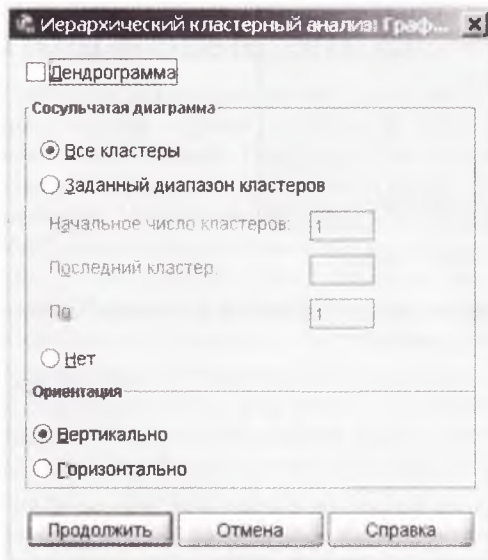 Иерархический кластерный анализ: Граф...
Дендрограмма
Сосульчатая диаграмма
Все кластеры
Заданный диапазон кластеров
Начальное число кластеров: 1
Последний кластер:
По: 1
Нет
Ориентация
Вертикально
Горизонтально
Продолжить Отмена Справка